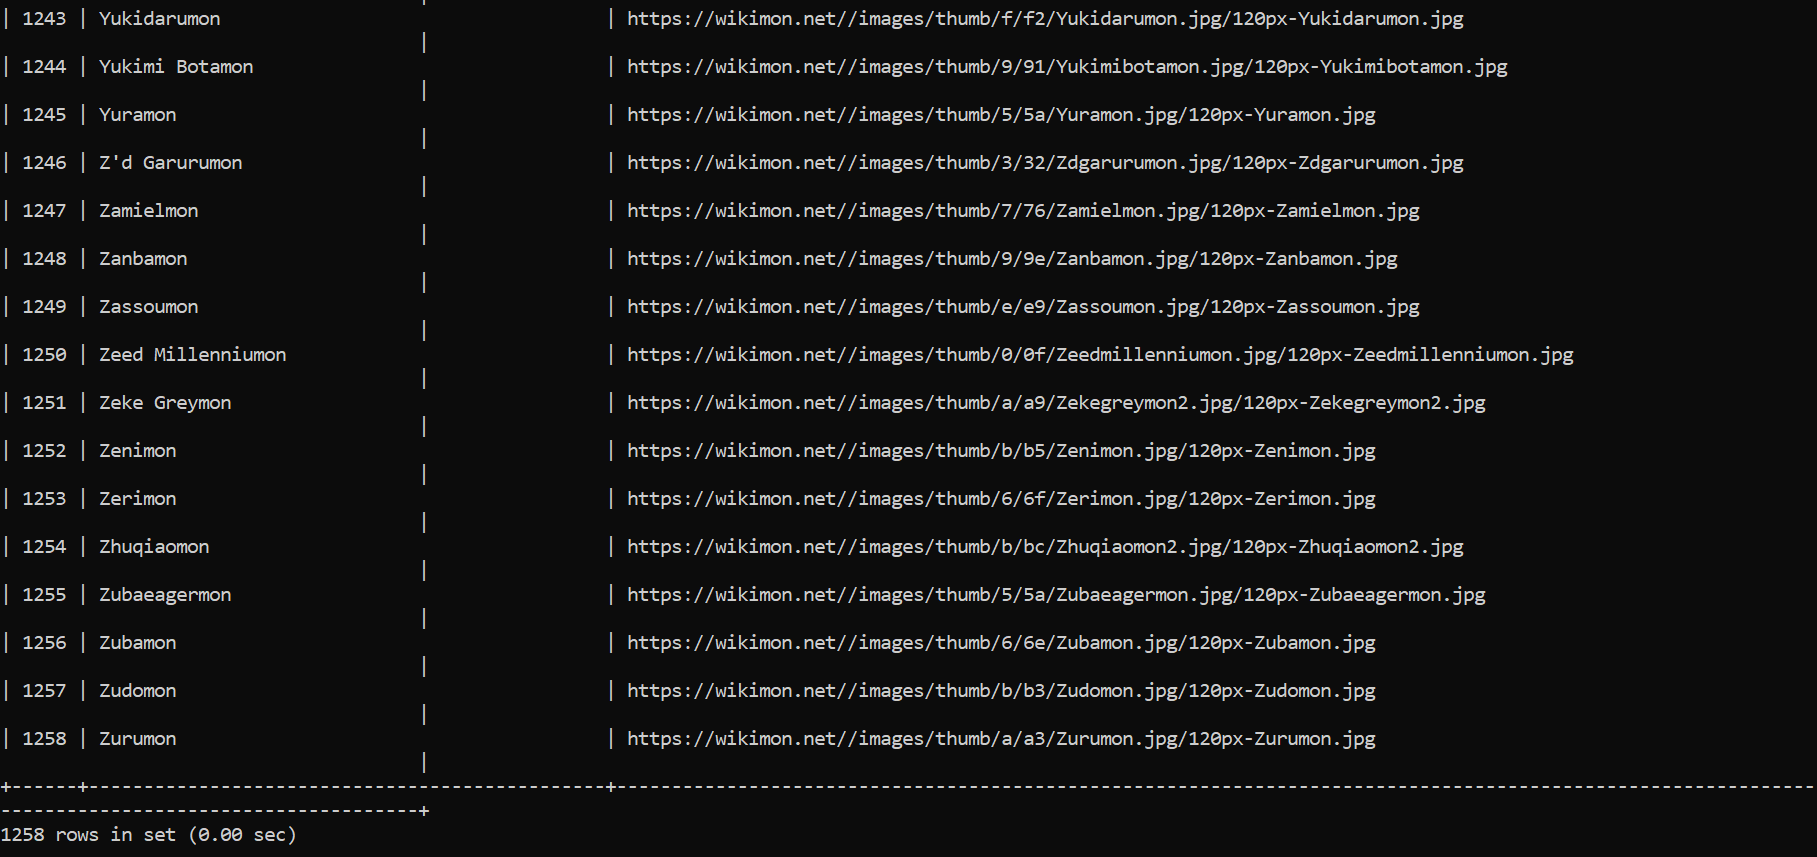 | 1243 | Yukidarumon | https://wikimon.net//images/thumb/f/f2/Yukidarumon.jpg/120px-Yukidarumon.jpg
|
| 1244 | Yukimi Botamon | https://wikimon.net//images/thumb/9/91/Yukimibotamon.jpg/120px-Yukimibotamon.jpg
|
| 1245 | Yuramon | https://wikimon.net//images/thumb/5/5a/Yuramon.jpg/120px-Yuramon.jpg
|
| 1246 | Z'd Garurumon | https://wikimon.net//images/thumb/3/32/Zdgarurumon.jpg/120px-Zdgarurumon.jpg
|
| 1247 | Zamielmon | https://wikimon.net//images/thumb/7/76/Zamielmon.jpg/120px-Zamielmon.jpg
|
| 1248 | Zanbamon | https://wikimon.net//images/thumb/9/9e/Zanbamon.jpg/120px-Zanbamon.jpg
|
| 1249 | Zassoumon | https://wikimon.net//images/thumb/e/e9/Zassoumon.jpg/120px-Zassoumon.jpg
|
| 1250 | Zeed Millenniumon | https://wikimon.net//images/thumb/0/0f/Zeedmillenniumon.jpg/120px-Zeedmillenniumon.jpg
|
| 1251 | Zeke Greymon | https://wikimon.net//images/thumb/a/a9/Zekegreymon2.jpg/120px-Zekegreymon2.jpg
|
| 1252 | Zenimon | https://wikimon.net//images/thumb/b/b5/Zenimon.jpg/120px-Zenimon.jpg
|
| 1253 | Zerimon | https://wikimon.net//images/thumb/6/6f/Zerimon.jpg/120px-Zerimon.jpg
|
| 1254 | Zhuqiaomon | https://wikimon.net//images/thumb/b/bc/Zhuqiaomon2.jpg/120px-Zhuqiaomon2.jpg
|
| 1255 | Zubaeagermon | https://wikimon.net//images/thumb/5/5a/Zubaeagermon.jpg/120px-Zubaeagermon.jpg
|
| 1256 | Zubamon | https://wikimon.net//images/thumb/6/6e/Zubamon.jpg/120px-Zubamon.jpg
|
| 1257 | Zudomon | https://wikimon.net//images/thumb/b/b3/Zudomon.jpg/120px-Zudomon.jpg
|
| 1258 | Zurumon | https://wikimon.net//images/thumb/a/a3/Zurumon.jpg/120px-Zurumon.jpg
|
+------+-----------------------------------------------+-------------------------------------------------------------------------------------------------------------
--------------------------------------+
1258 rows in set (0.00 sec)